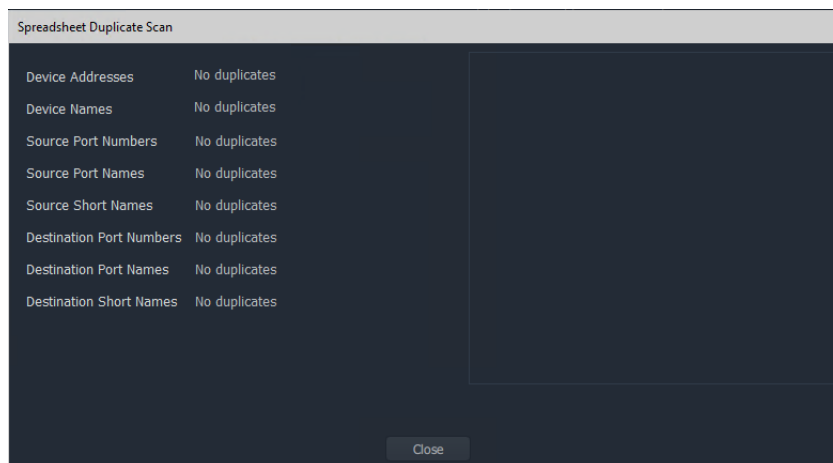 Spreadsheet Duplicate Scan
Device Addresses No duplicates
Device Names No duplicates
Source Port Numbers No duplicates
Source Port Names No duplicates
Source Short Names No duplicates
Destination Port Numbers No duplicates
Destination Port Names No duplicates
Destination Short Names No duplicates
Close